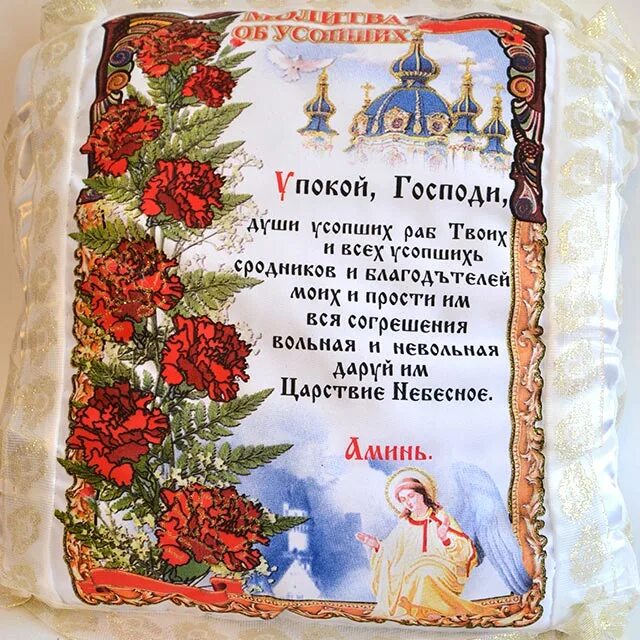 МОЛИТВА
ОБ УСОПШИХ
Упокой, Господи,
души усопших раб Твоих
и всех усопшихь
сродников и благодѣтелей
моих и прости им
вся согрешения
вольная и невольная
даруй им
Царствие Небесное.
Аминь.